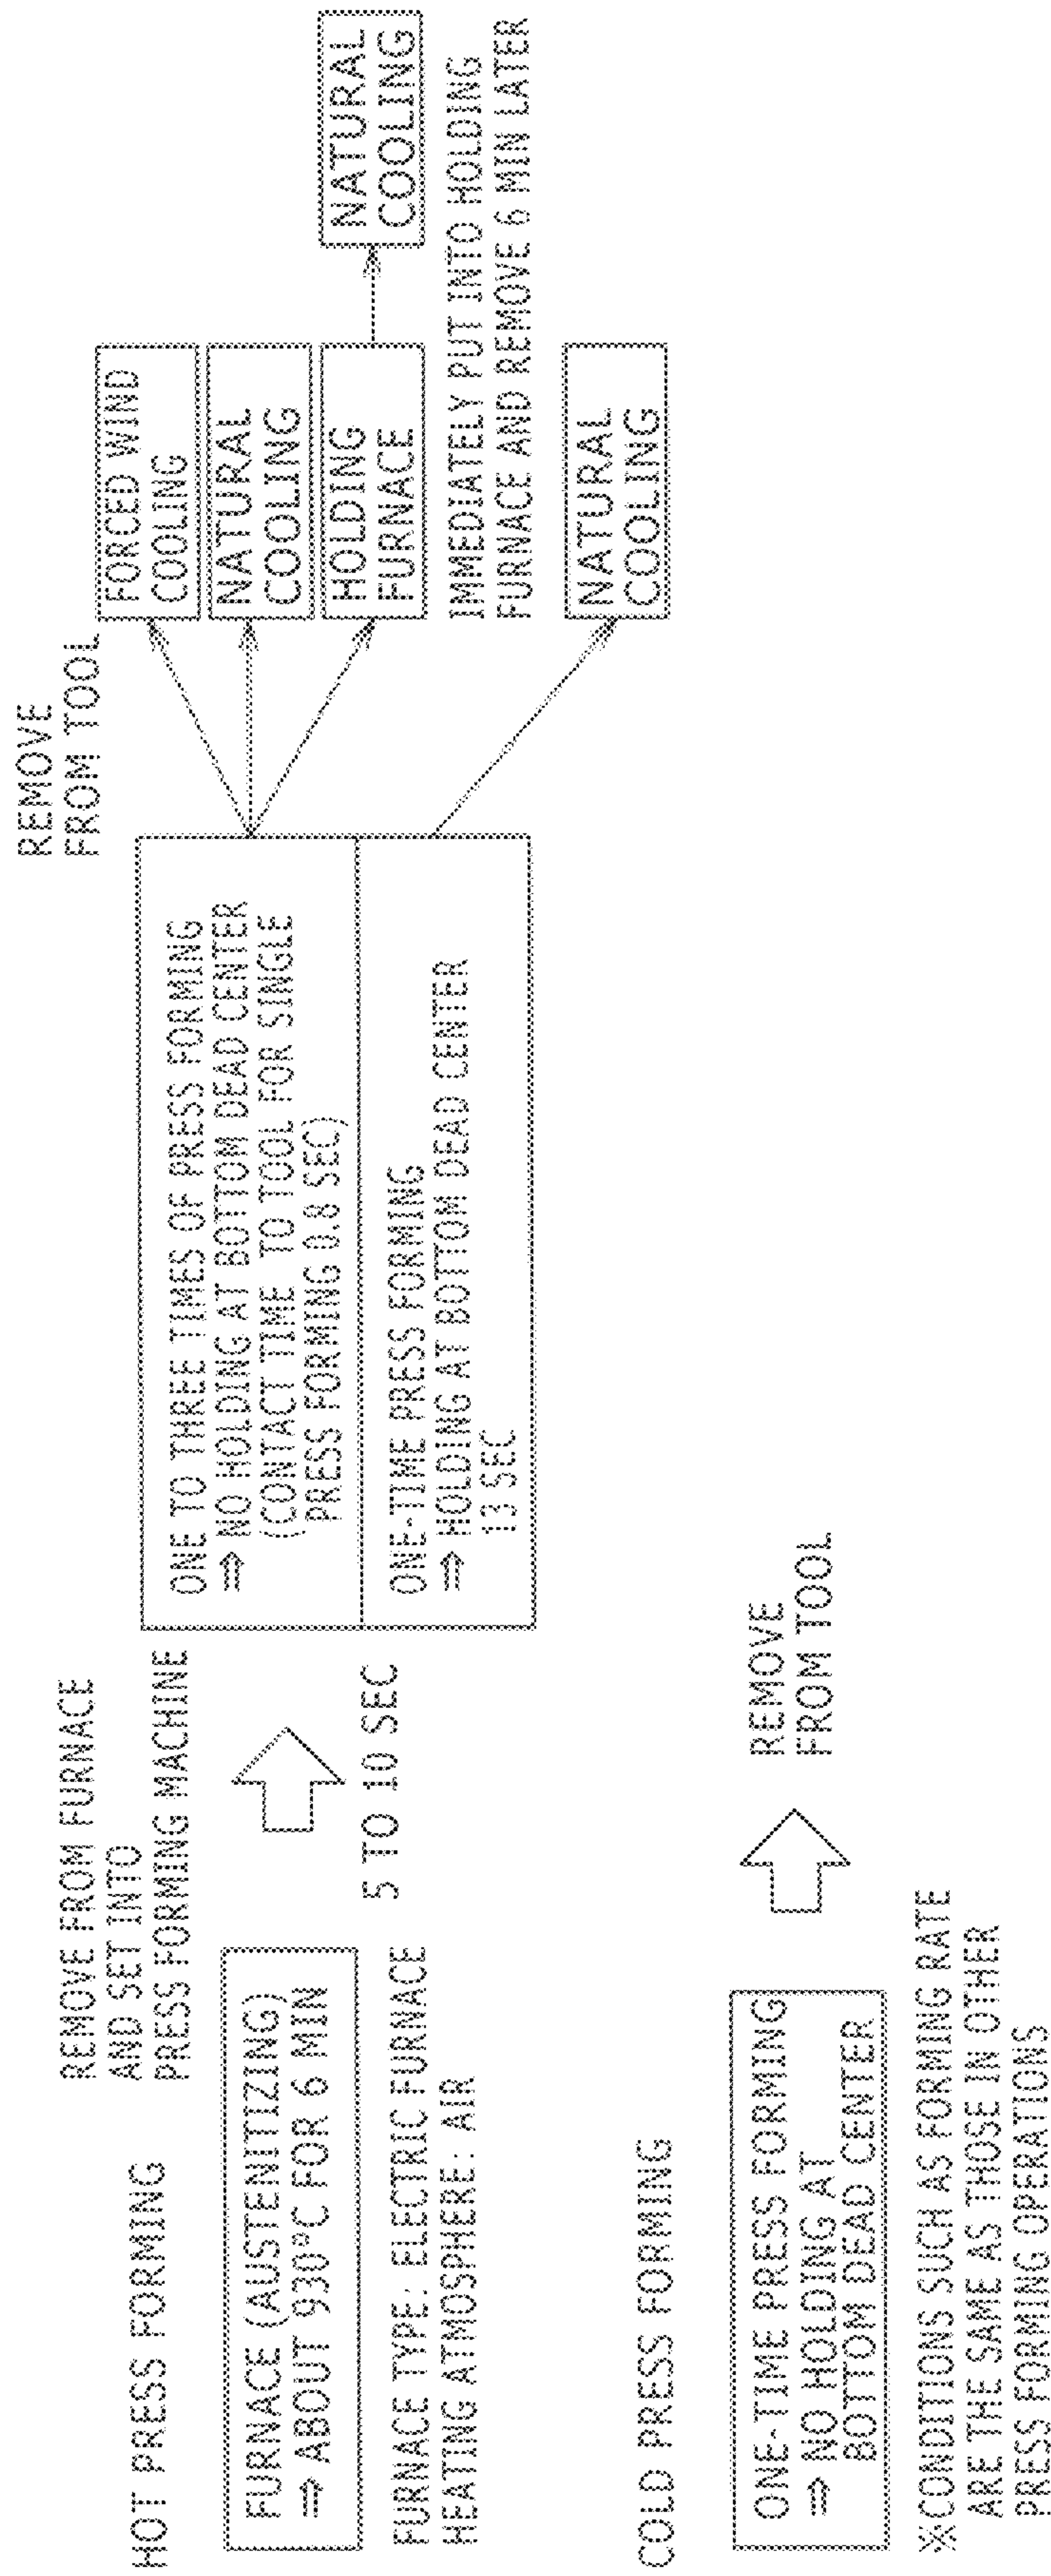 HOT PRESS FORMING
FURNACE (AUSTENITIZING)
⇒ ABOUT 930°C FOR 6 MIN
FURNACE TYPE: ELECTRIC FURNACE
HEATING ATMOSPHERE: AIR
REMOVE FROM FURNACE
AND SET INTO
PRESS FORMING MACHINE
5 TO 10 SEC
ONE TO THREE TIMES OF PRESS FORMING
⇒ NO HOLDING AT BOTTOM DEAD CENTER
(CONTACT TIME TO TOOL FOR SINGLE
PRESS FORMING 0.8 SEC)
ONE-TIME PRESS FORMING
⇒ HOLDING AT BOTTOM DEAD CENTER
13 SEC
REMOVE
FROM TOOL
FORCED WIND
COOLING
NATURAL
COOLING
HOLDING
FURNACE
NATURAL
COOLING
IMMEDIATELY PUT INTO HOLDING
FURNACE AND REMOVE 6 MIN LATER
NATURAL
COOLING
COLD PRESS FORMING
ONE-TIME PRESS FORMING
⇒ NO HOLDING AT
BOTTOM DEAD CENTER
REMOVE
FROM TOOL
※CONDITIONS SUCH AS FORMING RATE
ARE THE SAME AS THOSE IN OTHER
PRESS FORMING OPERATIONS